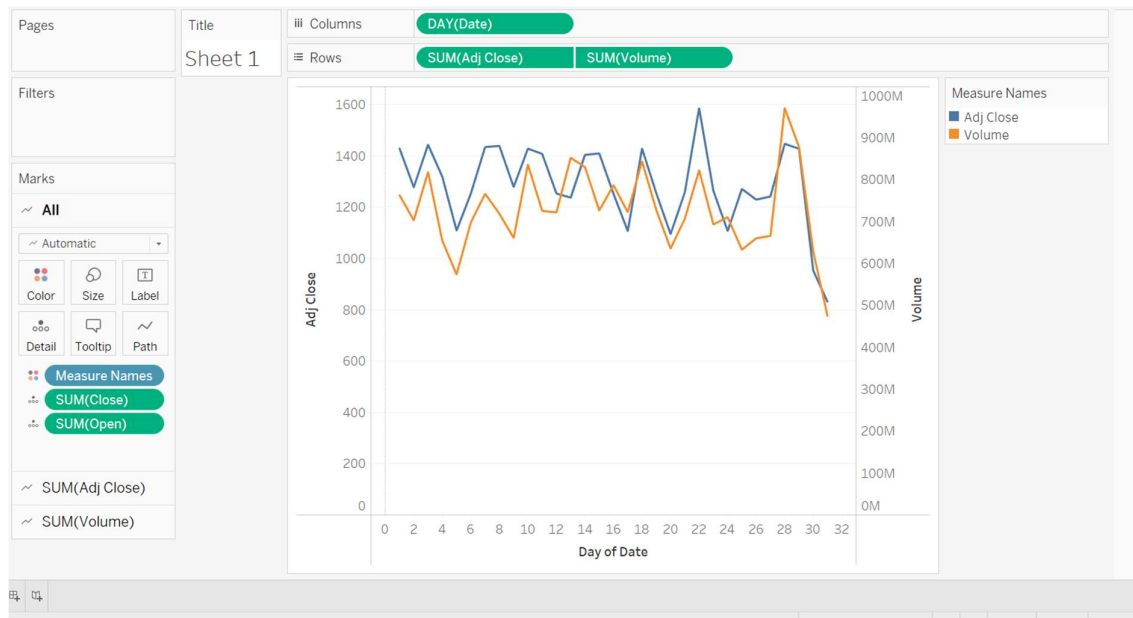 Pages
Title
Columns
DAY(Date)
Sheet 1
Rows
SUM(Adj Close)
SUM(Volume)
Filters
Marks
All
Automatic
Color
Size
Label
Detail
Tooltip
Path
Measure Names
SUM(Close)
SUM(Open)
SUM(Adj Close)
SUM(Volume)
1600
1400
1200
1000
800
600
400
200
0
Adj Close
1000M
900M
800M
700M
600M
500M
400M
300M
200M
100M
0M
Volume
0 2 4 6 8 10 12 14 16 18 20 22 24 26 28 30 32
Day of Date
Measure Names
Adj Close
Volume